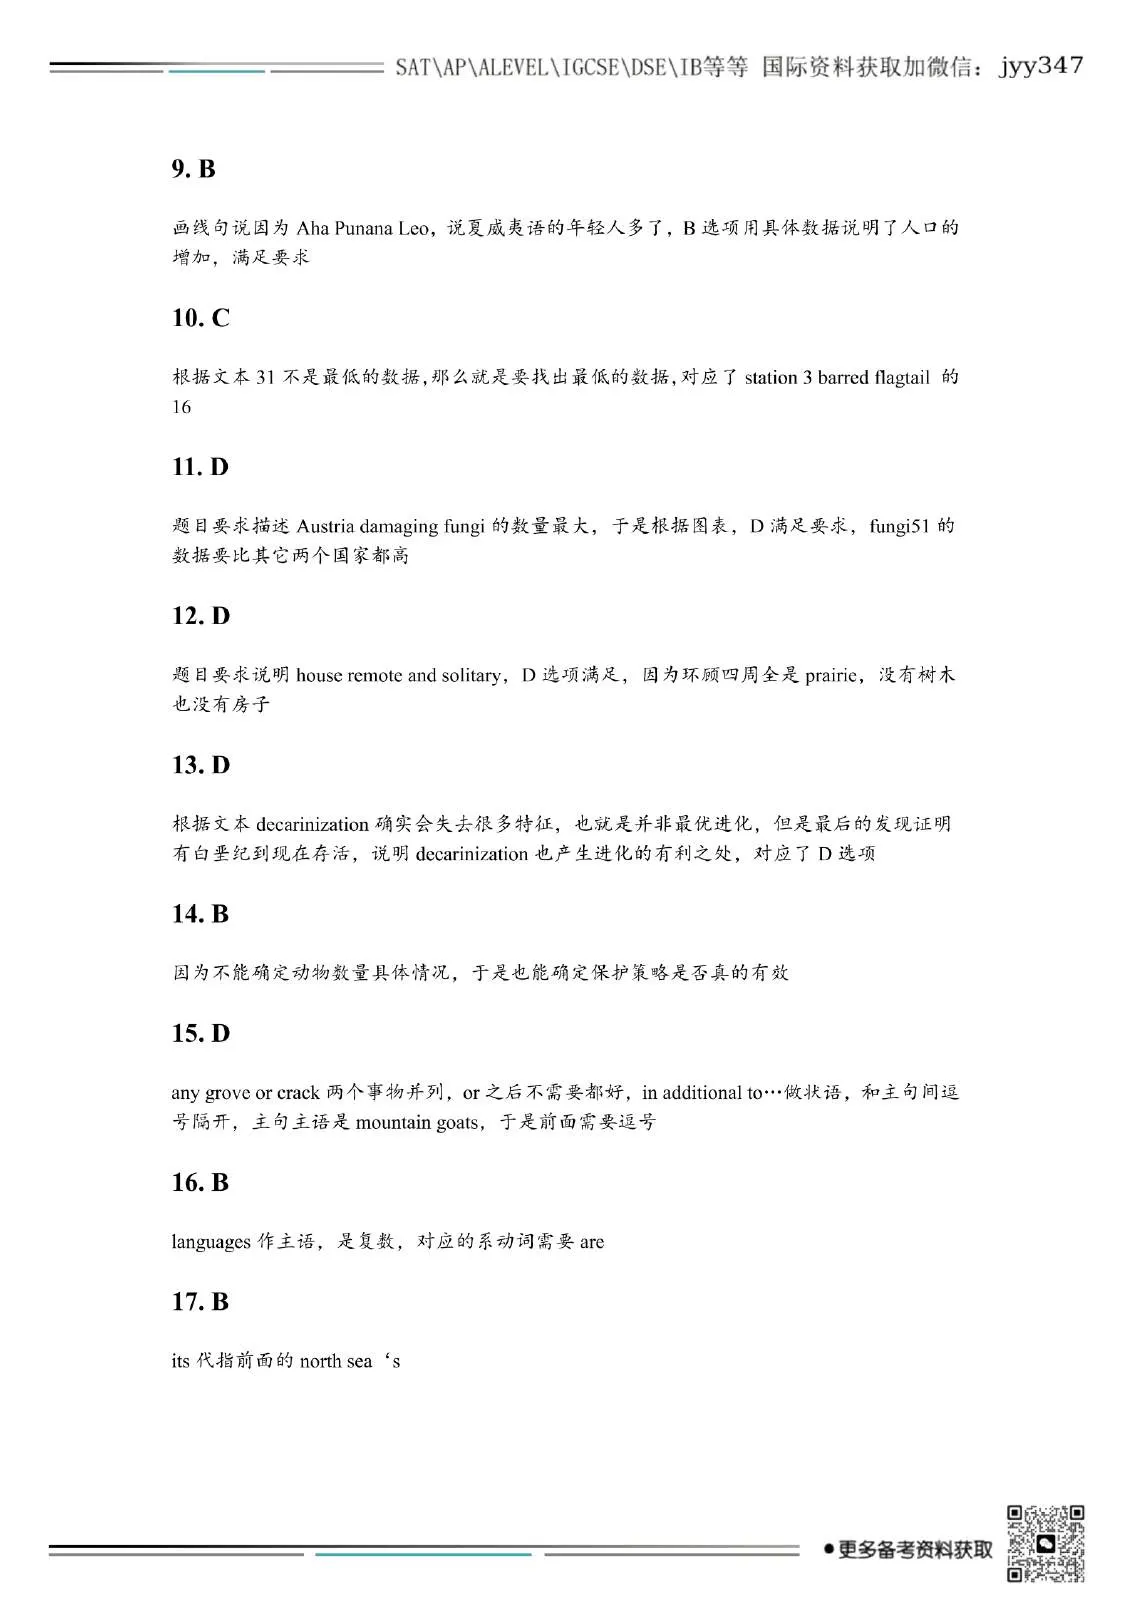 SAT\AP\ALEVEL\IGCSE\DSE\IB等等 国际资料获取加微信：jyy347
9. B
画线句说因为 Aha Punana Leo，说夏威夷语的年轻人多了，B 选项用具体数据说明了人口的
增加，满足要求
10. C
根据文本 31 不是最低的数据,那么就是要找出最低的数据,对应了 station 3 barred flagtail 的
16
11. D
题目要求描述 Austria damaging fungi 的数量最大，于是根据图表，D 满足要求，fungi51 的
数据要比其它两个国家都高
12. D
题目要求说明 house remote and solitary，D 选项满足，因为环顾四周全是 prairie，没有树木
也没有房子
13. D
根据文本 decarinization 确实会失去很多特征，也就是并非最优进化，但是最后的发现证明
有白垩纪到现在存活，说明 decarinization 也产生进化的有利之处，对应了 D 选项
14. B
因为不能确定动物数量具体情况，于是也能确定保护策略是否真的有效
15. D
any grove or crack 两个事物并列，or 之后不需要都好，in additional to…做状语，和主句间逗
号隔开，主句主语是 mountain goats，于是前面需要逗号
16. B
languages 作主语，是复数，对应的系动词需要 are
17. B
its 代指前面的 north sea‘s
●更多备考资料获取